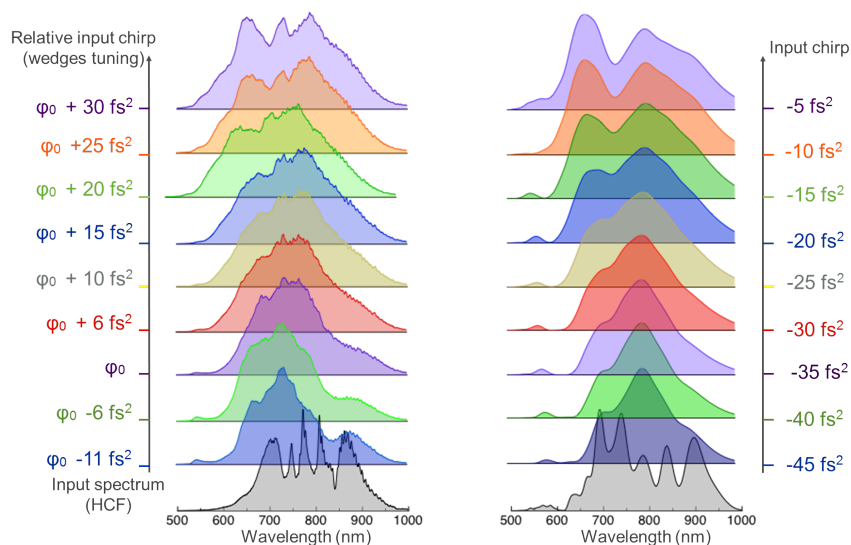 Relative input chirp
(wedges tuning)
φ₀ + 30 fs²
φ₀ +25 fs²
φ₀ + 20 fs²
φ₀ + 15 fs²
φ₀ + 10 fs²
φ₀ + 6 fs²
φ₀
φ₀ -6 fs²
φ₀ -11 fs²
Input spectrum
(HCF)
500 600 700 800 900 1000
Wavelength (nm)
Input chirp
-5 fs²
-10 fs²
-15 fs²
-20 fs²
-25 fs²
-30 fs²
-35 fs²
-40 fs²
-45 fs²
500 600 700 800 900 1000
Wavelength (nm)